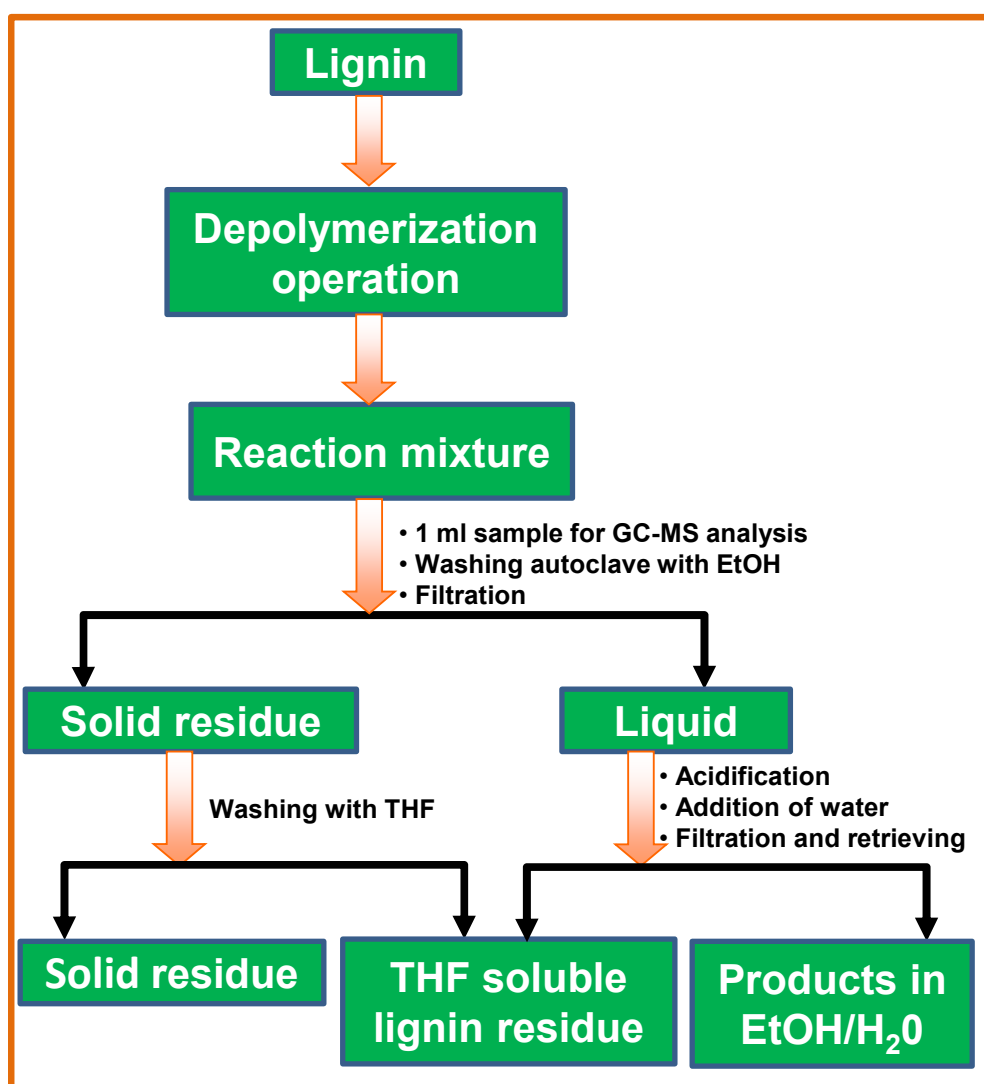 Lignin
Depolymerization
operation
Reaction mixture
• 1 ml sample for GC-MS analysis
• Washing autoclave with EtOH
• Filtration
Solid residue
Liquid
Washing with THF
• Acidification
• Addition of water
• Filtration and retrieving
Solid residue
THF soluble
lignin residue
Products in
EtOH/H₂0